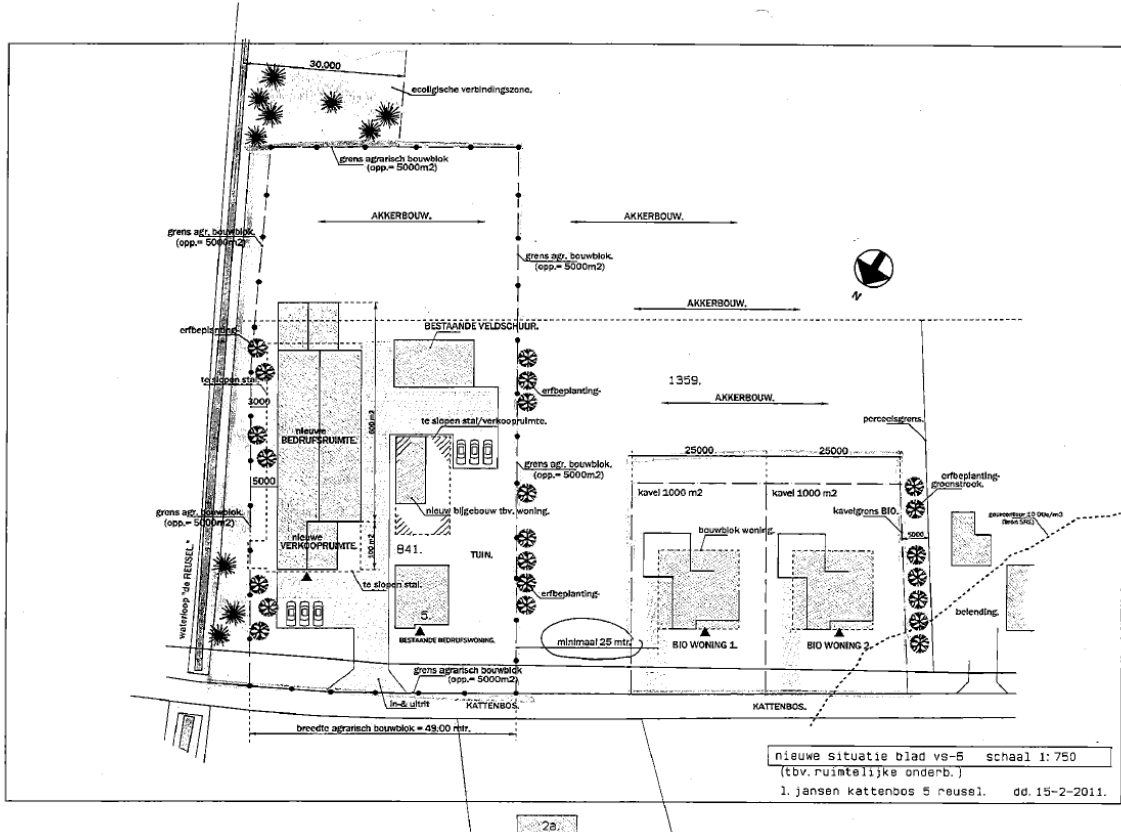 30.000
ecoligische verbindingszone.
grens agrarisch bouwblok
(opp.= 5000m2)
AKKERBOUW.
AKKERBOUW.
grens agr. bouwblok.
(opp.= 5000m2)
grens agr. bouwblok.
(opp.= 5000m2)
N
AKKERBOUW.
erfbeplanting-
BESTAANDE VELDSCHUUR.
te slopen stal.
1359.
erfbeplanting-
AKKERBOUW.
3000
600 m2
te slopen stal/verkoopruimte.
perceelsgrens.
nieuwe
BEDRIJFSRUIMTE.
25000
25000
grens agr. bouwblok.
(opp.= 5000m2)
erfbeplanting-
groenstrook.
5000
kavel 1000 m2
kavel 1000 m2
nieuw bijgebouw tbv. woning.
kavelgrens BIO.
grens agr. bouwblok.
(opp.= 5000m2)
bouwblok woning.
5000
nieuwe
VERKOOPRUIMTE.
100 m2
841.
TUIN.
waterloop "de REUSEL."
te slopen stal.
erfbeplanting-
5.
belending.
BESTAANDE BEDRIJFSWONING.
minimaal 25 mtr.
BIO WONING 1.
BIO WONING 2.
grens agrarisch bouwblok
(opp.= 5000m2)
in-& uitrit
KATTENBOS.
KATTENBOS.
breedte agrarisch bouwblok = 49.00 mtr.
nieuwe situatie blad vs-6 schaal 1:750
(tbv. ruimtelijke onderb.)
l. jansen kattenbos 5 reusel. dd. 15-2-2011.
2a.